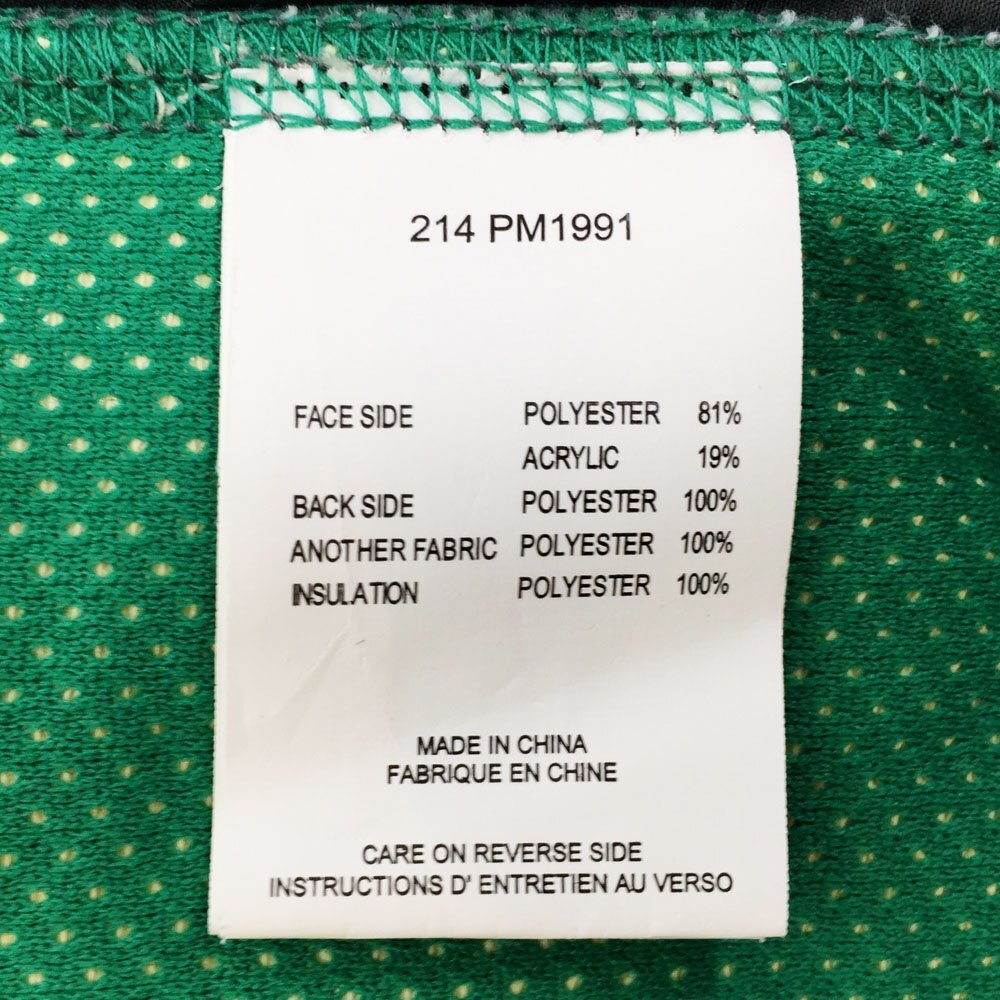 214 PM1991
FACE SIDE POLYESTER 81%
ACRYLIC 19%
BACK SIDE POLYESTER 100%
ANOTHER FABRIC POLYESTER 100%
INSULATION POLYESTER 100%
MADE IN CHINA
FABRIQUE EN CHINE
CARE ON REVERSE SIDE
INSTRUCTIONS D' ENTRETIEN AU VERSO